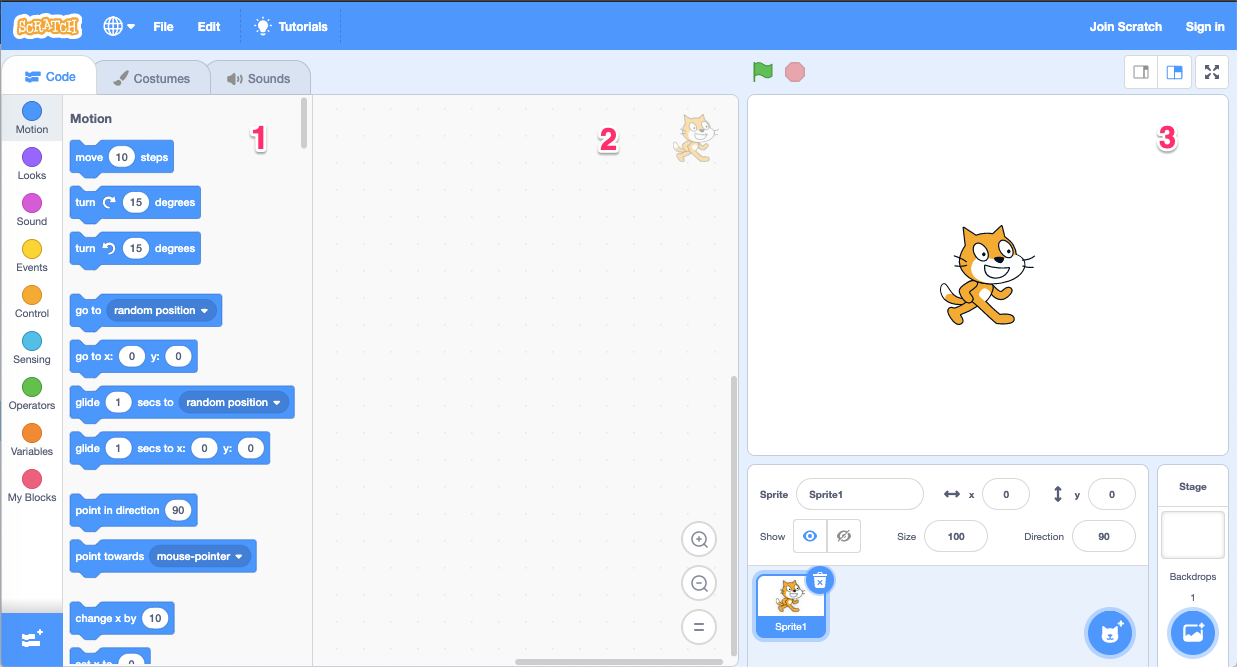 SCRATCH
File
Edit
Tutorials
Join Scratch
Sign in
Code
Costumes
Sounds
Motion
Looks
Sound
Events
Control
Sensing
Operators
Variables
My Blocks
Motion
1
move 10 steps
turn 15 degrees
turn 15 degrees
go to random position
go to x: 0 y: 0
glide 1 secs to random position
glide 1 secs to x: 0 y: 0
point in direction 90
point towards mouse-pointer
change x by 10
set x to 0
2
3
Sprite Sprite1 x 0 y 0
Show Size 100 Direction 90
Sprite1
Stage
Backdrops
1